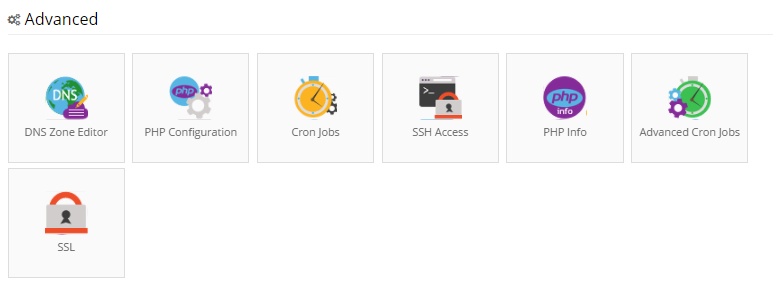 Advanced
DNS
php
>_
php
info
DNS Zone Editor
PHP Configuration
Cron Jobs
SSH Access
PHP Info
Advanced Cron Jobs
SSL